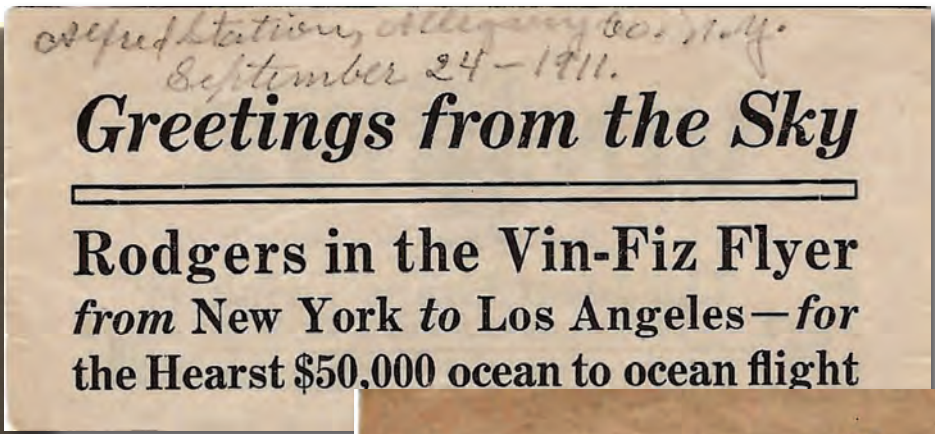 Alfred Station, Allegany Co. N.Y.
September 24 - 1911.
Greetings from the Sky
Rodgers in the Vin-Fiz Flyer
from New York to Los Angeles—for
the Hearst $50,000 ocean to ocean flight